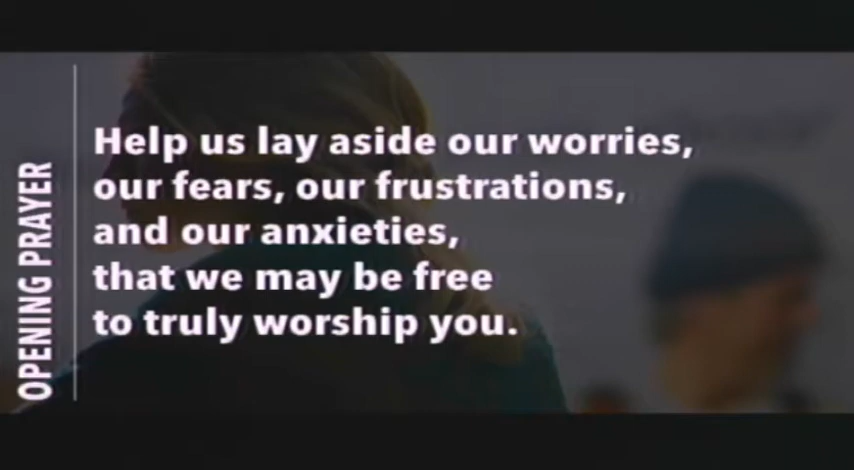 OPENING PRAYER
Help us lay aside our worries,
our fears, our frustrations,
and our anxieties,
that we may be free
to truly worship you.